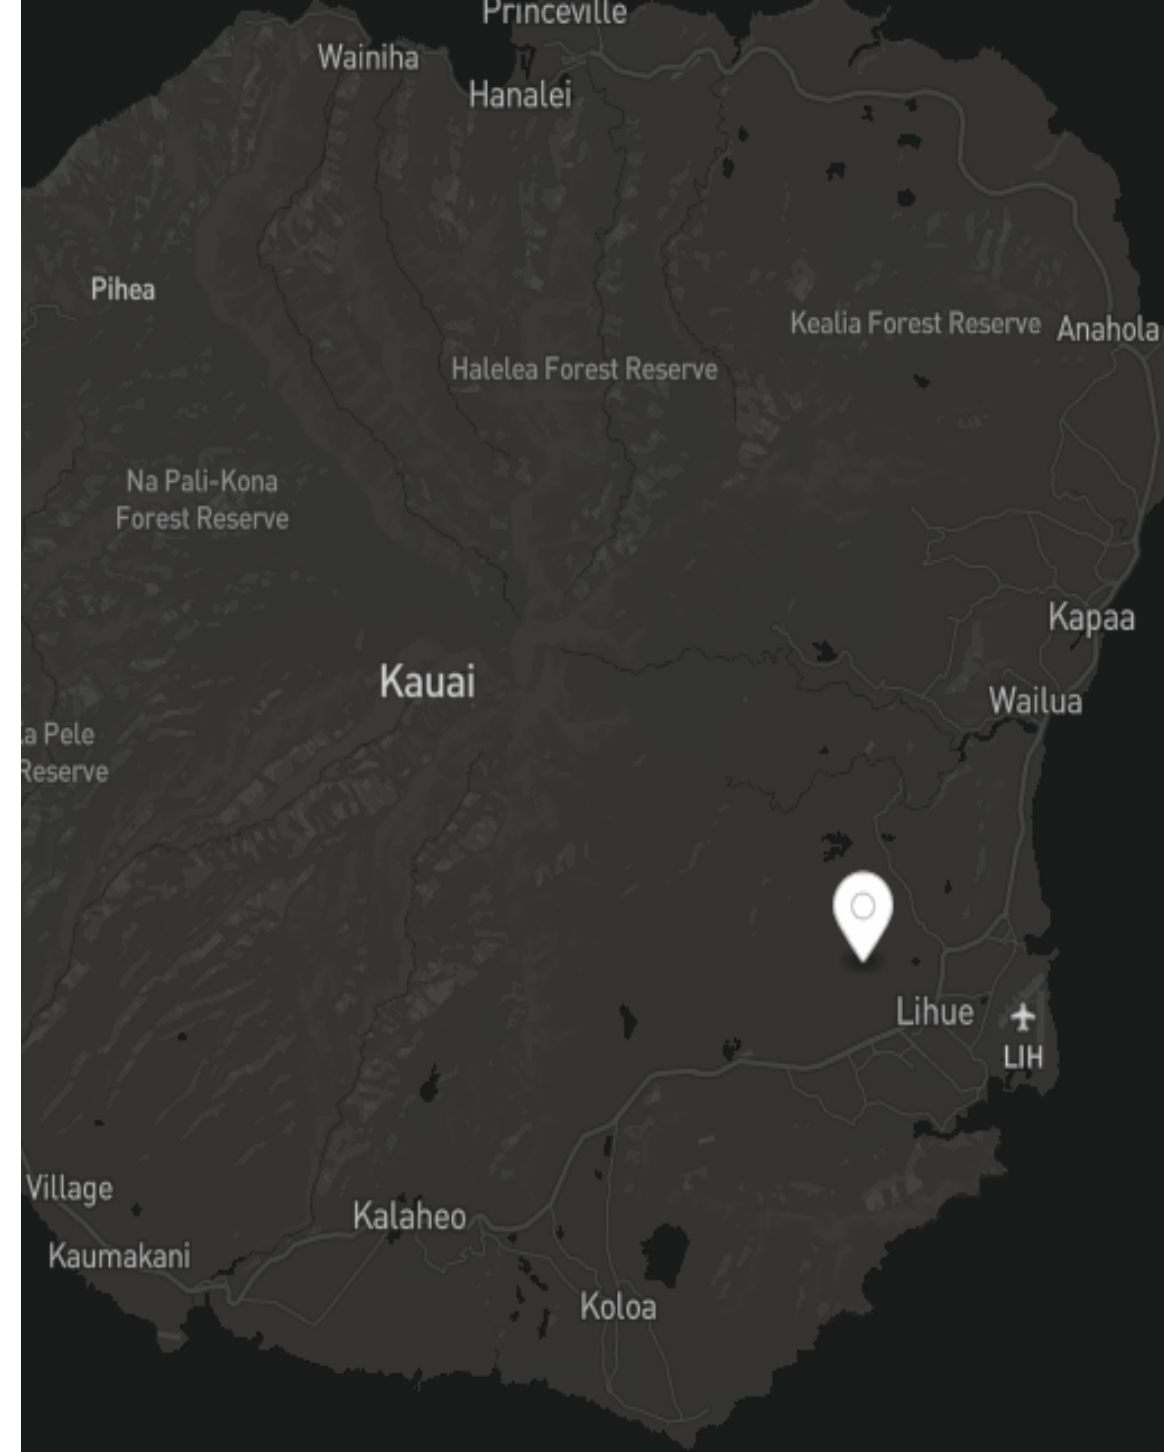 Princeville
Wainiha
Hanalei
Pihea
Kealia Forest Reserve
Anahola
Halelea Forest Reserve
Na Pali-Kona
Forest Reserve
Kapaa
Kauai
Wailua
a Pele
Reserve
Lihue
LIH
Village
Kalaheo
Kaumakani
Koloa